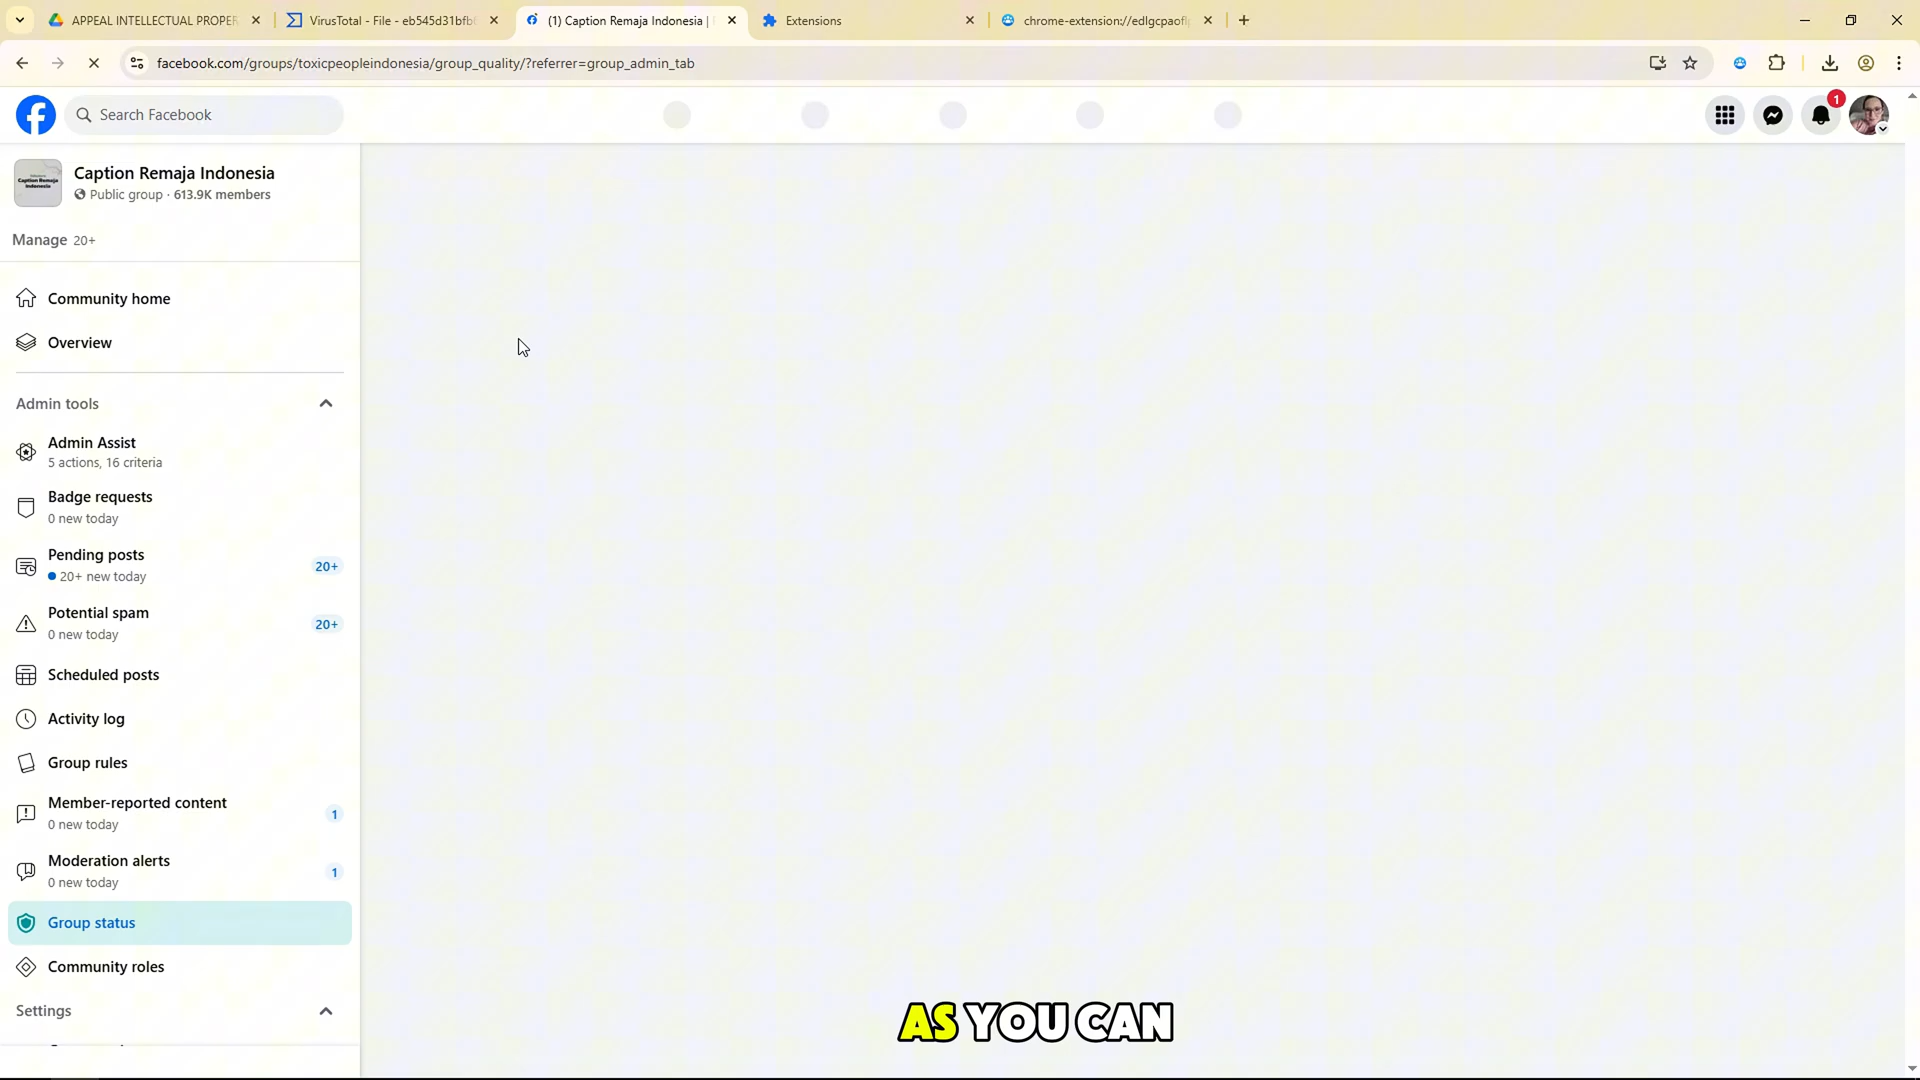 APPEAL INTELLECTUAL PROPER
VirusTotal - File - eb545d31bfb
(1) Caption Remaja Indonesia |
Extensions
chrome-extension://edlgcpaofl
facebook.com/groups/toxicpeopleindonesia/group_quality/?referrer=group_admin_tab
Search Facebook
1
Caption Remaja Indonesia
Public group · 613.9K members
Manage 20+
Community home
Overview
Admin tools
Admin Assist
5 actions, 16 criteria
Badge requests
0 new today
Pending posts
20+ new today
20+
Potential spam
0 new today
20+
Scheduled posts
Activity log
Group rules
Member-reported content
0 new today
1
Moderation alerts
0 new today
1
Group status
Community roles
Settings
AS YOU CAN